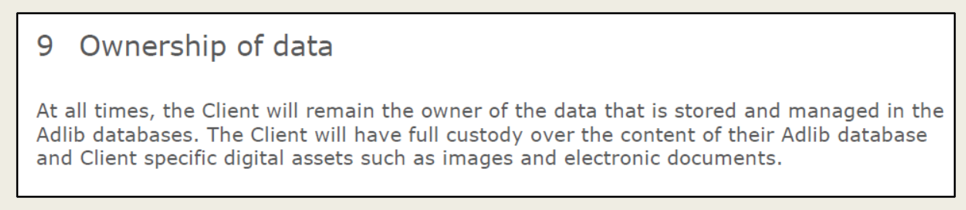 9 Ownership of data
At all times, the Client will remain the owner of the data that is stored and managed in the
Adlib databases. The Client will have full custody over the content of their Adlib database
and Client specific digital assets such as images and electronic documents.